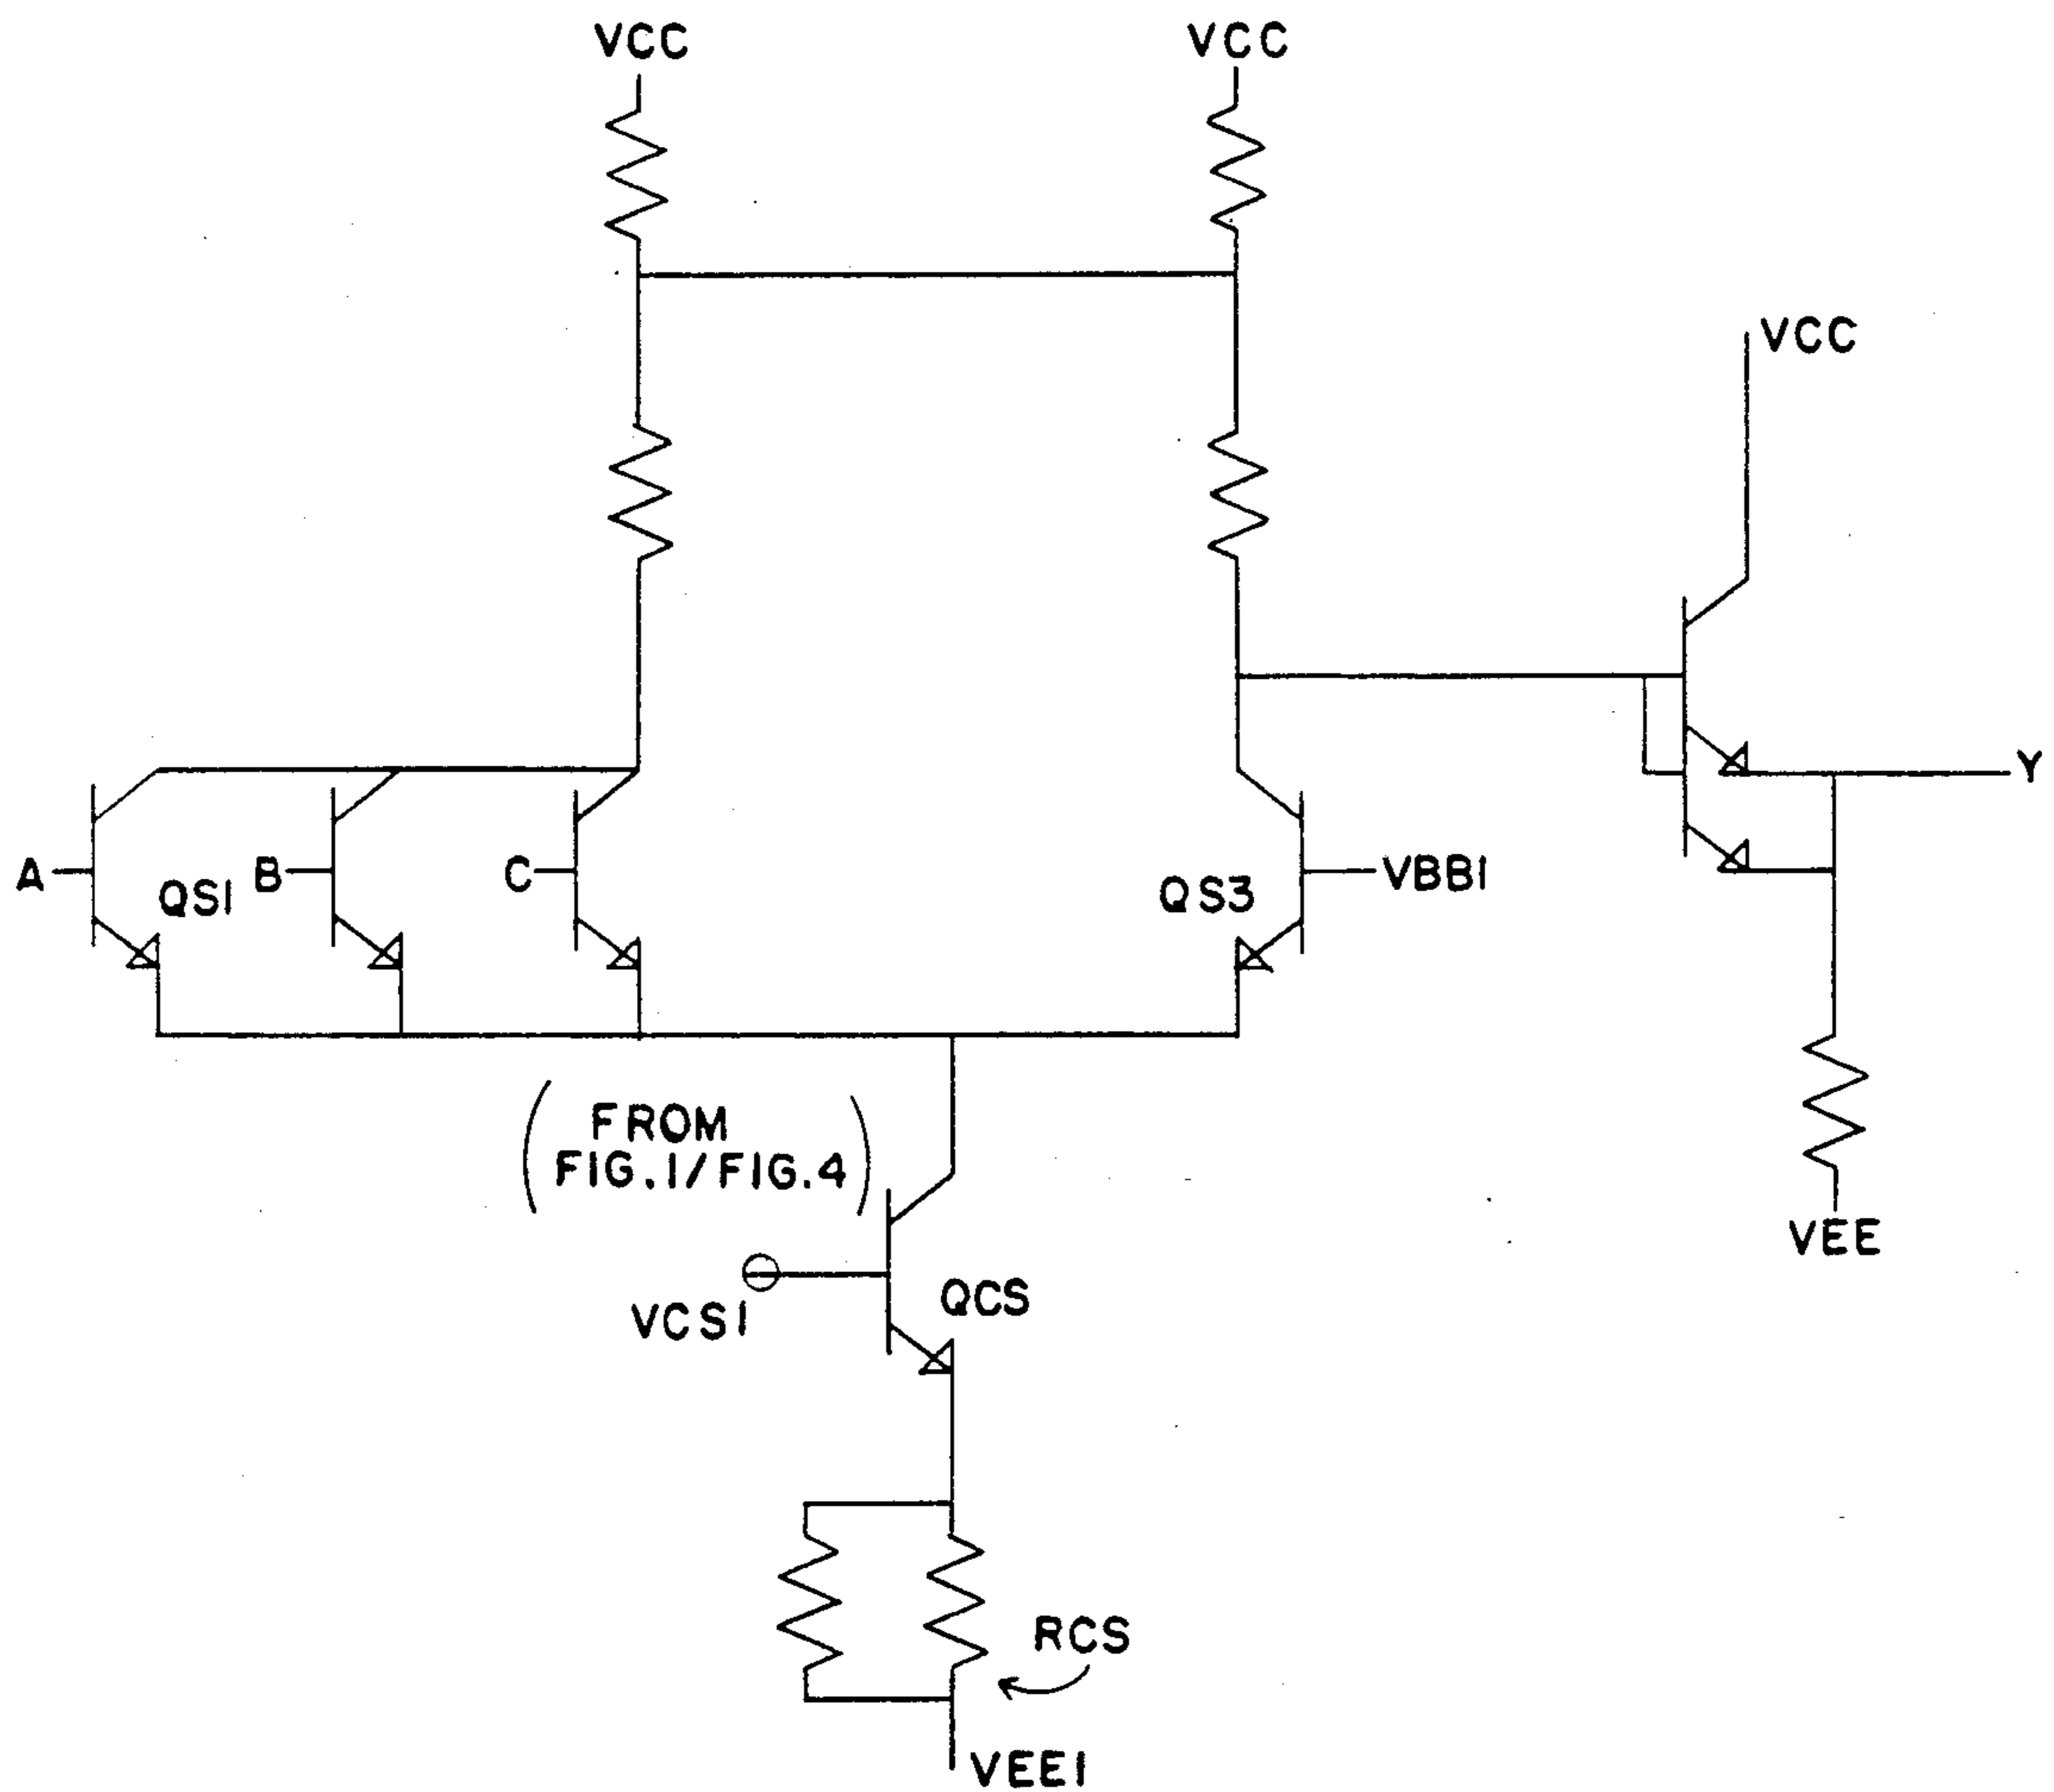 VCC
VCC
VCC
A
QS1
B
C
QS3
VBB1
Y
(FROM
FIG.1/FIG.4)
VCS1
QCS
VEE
RCS
VEE1